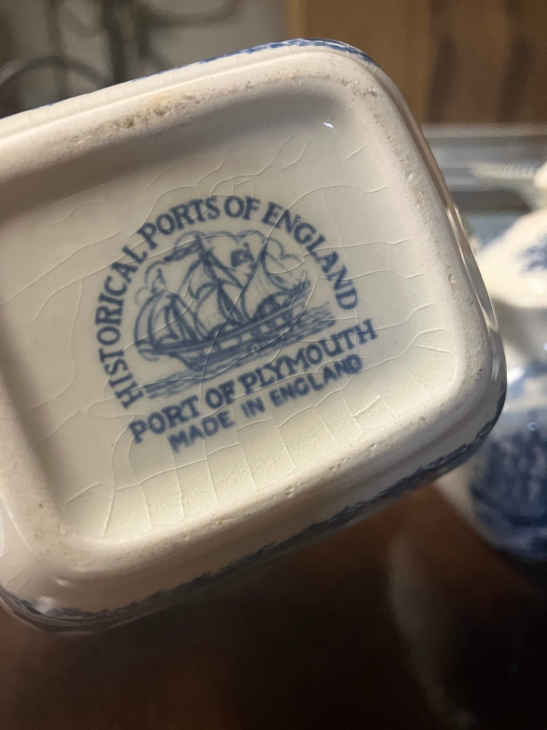 HISTORICAL PORTS OF ENGLAND
PORT OF PLYMOUTH
MADE IN ENGLAND